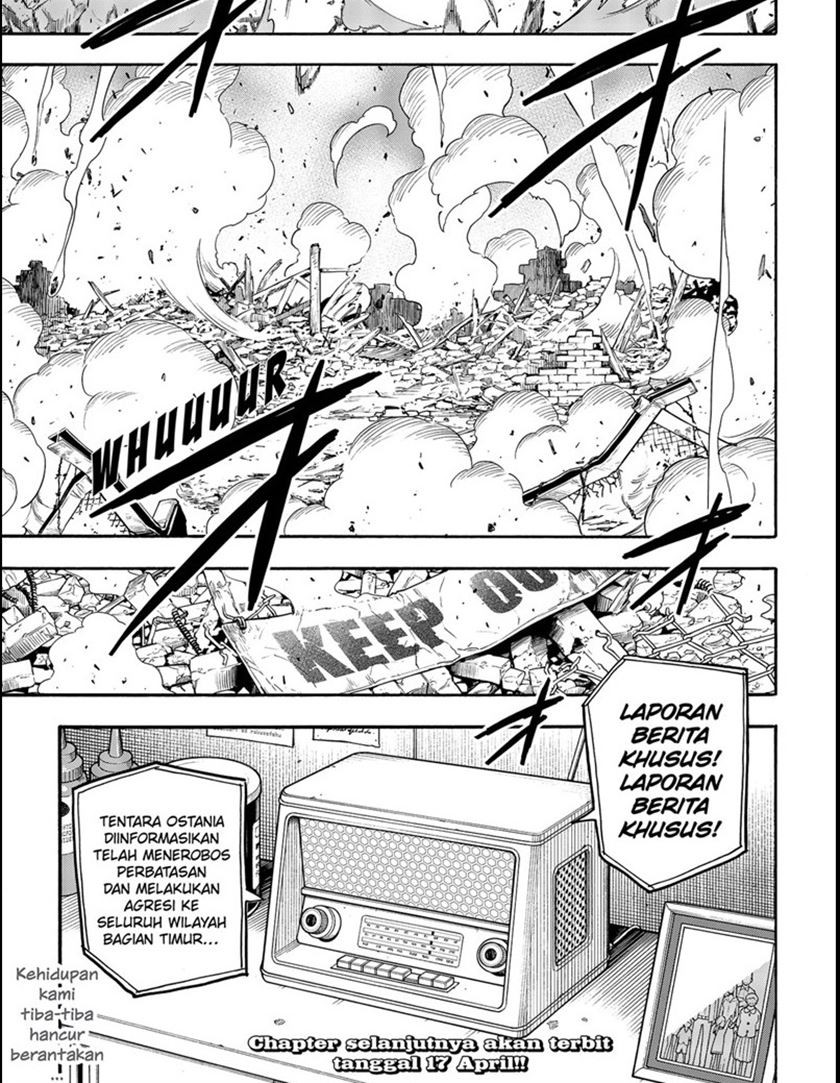 WHUUUUR
KEEP OU
LAPORAN
BERITA
KHUSUS!
LAPORAN
BERITA
KHUSUS!
TENTARA OSTANIA
DIINFORMASIKAN
TELAH MENEROBOS
PERBATASAN
DAN MELAKUKAN
AGRESI KE
SELURUH WILAYAH
BAGIAN TIMUR...
Kehidupan
kami
tiba-tiba
hancur
berantakan
...
Chapter selanjutnya akan terbit
tanggal 17 April!!